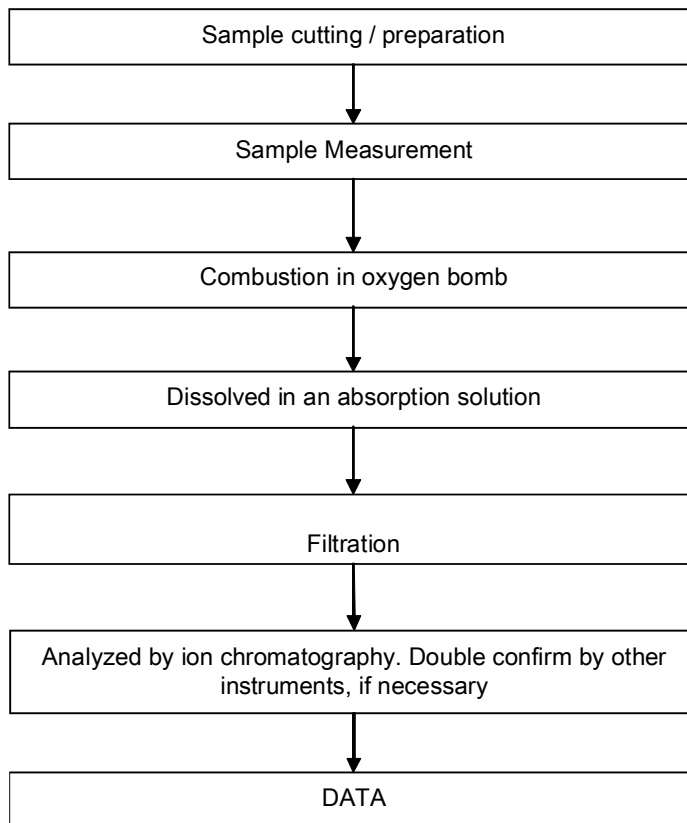 Sample cutting / preparation
Sample Measurement
Combustion in oxygen bomb
Dissolved in an absorption solution
Filtration
Analyzed by ion chromatography. Double confirm by other
instruments, if necessary
DATA